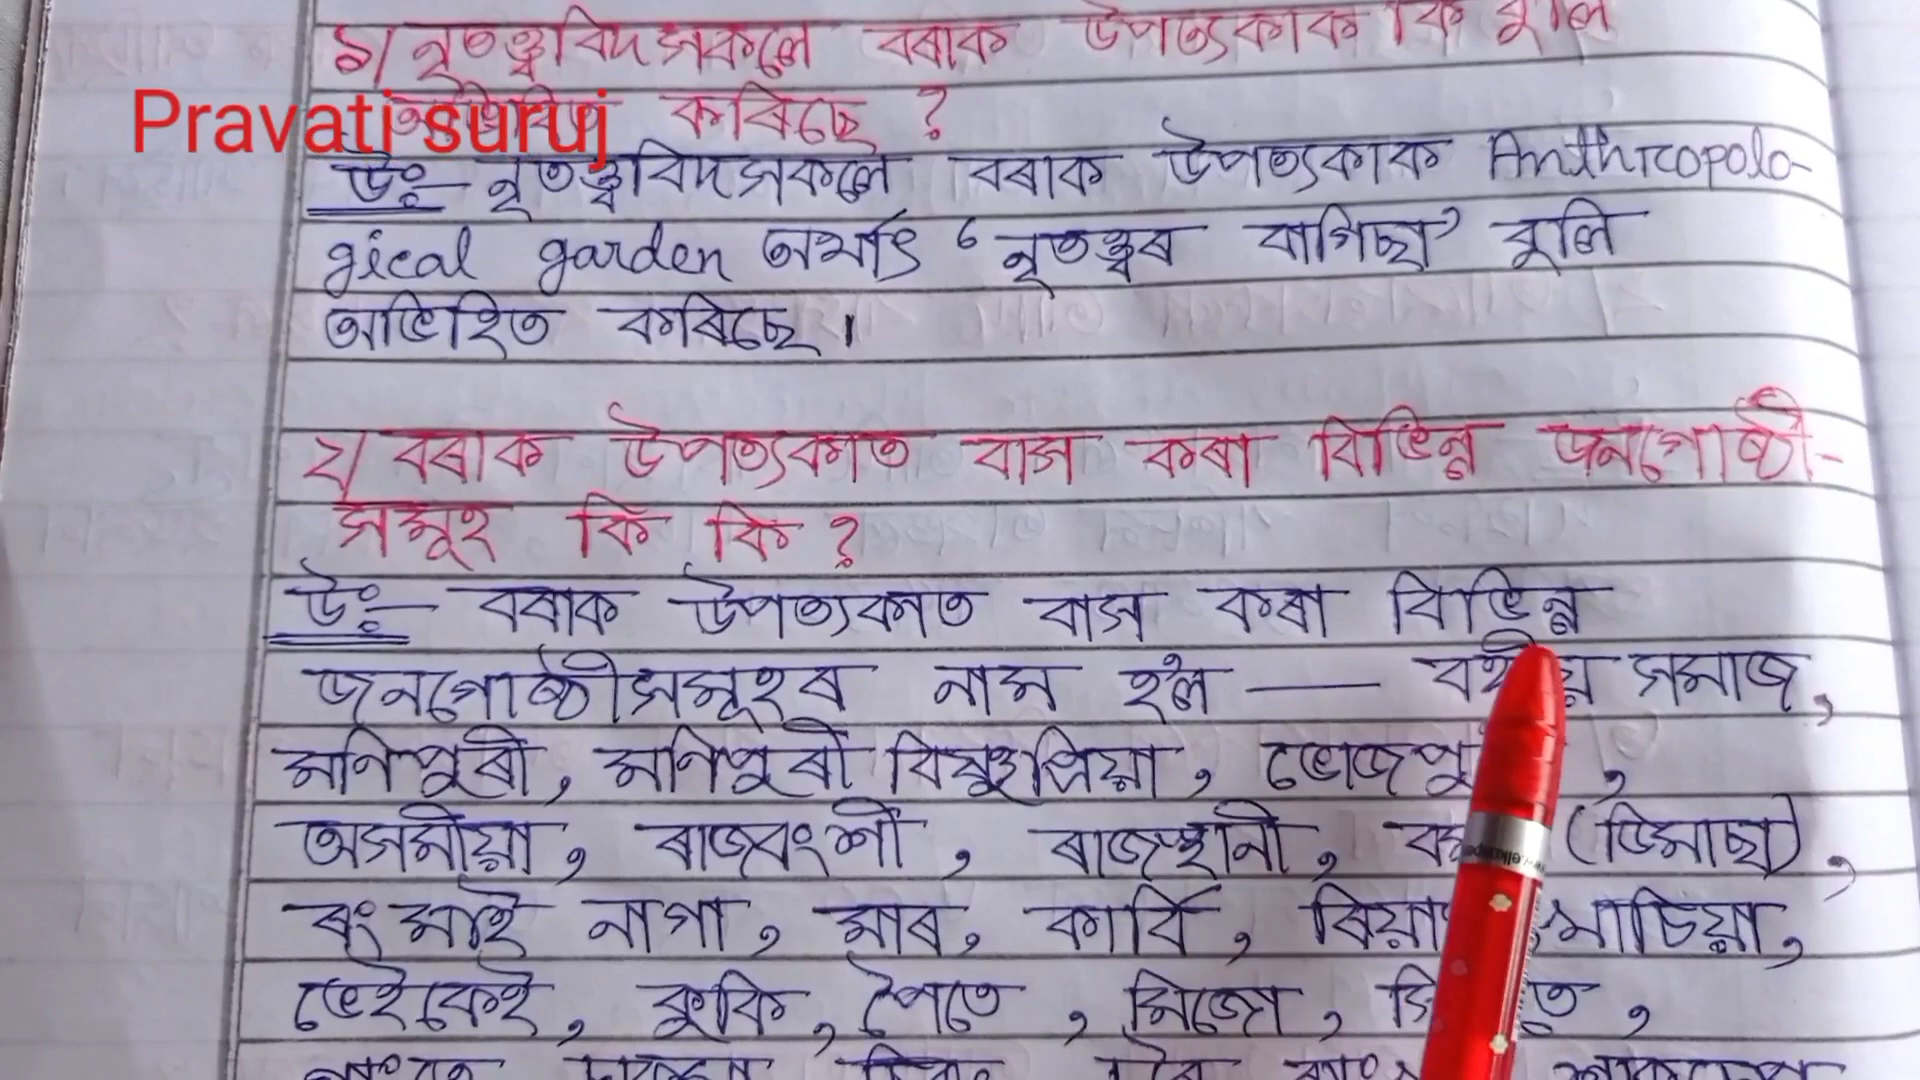 ১/ নৃতত্ত্ববিদসকলে বৰাক উপত্যকাক কি বুলি
Pravati suruj
অভিহিত কৰিছে ?
উঃ– নৃতত্ত্ববিদসকলে বৰাক উপত্যকাক Anthropolo-
gical garden অৰ্থাৎ ‘নৃতত্ত্বৰ বাগিছা’ বুলি
অভিহিত কৰিছে।
২/ বৰাক উপত্যকাত বাস কৰা বিভিন্ন জনগোষ্ঠী-
সমূহ কি কি ?
উঃ– বৰাক উপত্যকাত বাস কৰা বিভিন্ন
জনগোষ্ঠীসমূহৰ নাম হ'ল — সমাজ,
মণিপুৰী, মণিপুৰী বিষ্ণুপ্ৰিয়া,
অসমীয়া, ৰাজবংশী, ৰাজস্থানী, (ডিমাছা),
ৰংমাই নাগা, মাৰ, কাৰ্বি,
ভেইকেই, কুকি, পৈতে, মিজো,